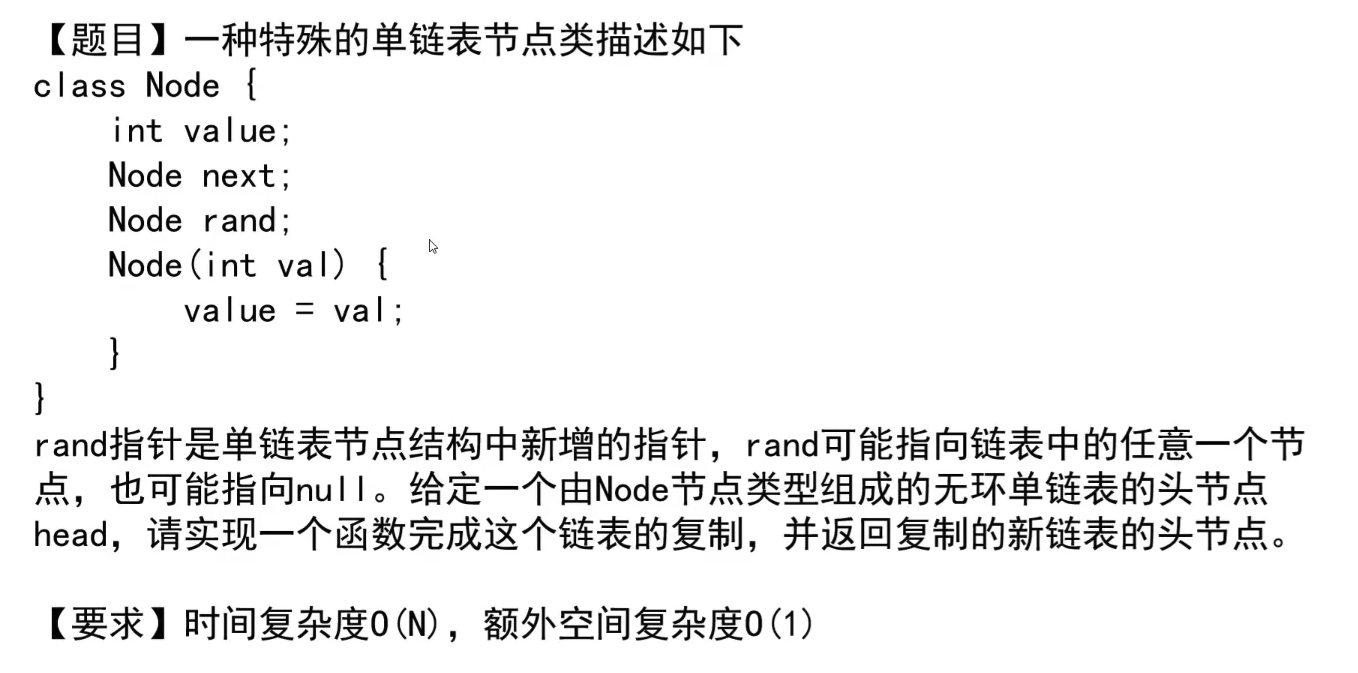 【题目】一种特殊的单链表节点类描述如下
class Node {
    int value;
    Node next;
    Node rand;
    Node(int val) {
        value = val;
    }
}
rand指针是单链表节点结构中新增的指针，rand可能指向链表中的任意一个节
点，也可能指向null。给定一个由Node节点类型组成的无环单链表的头节点
head，请实现一个函数完成这个链表的复制，并返回复制的新链表的头节点。
【要求】时间复杂度O(N)，额外空间复杂度O(1)